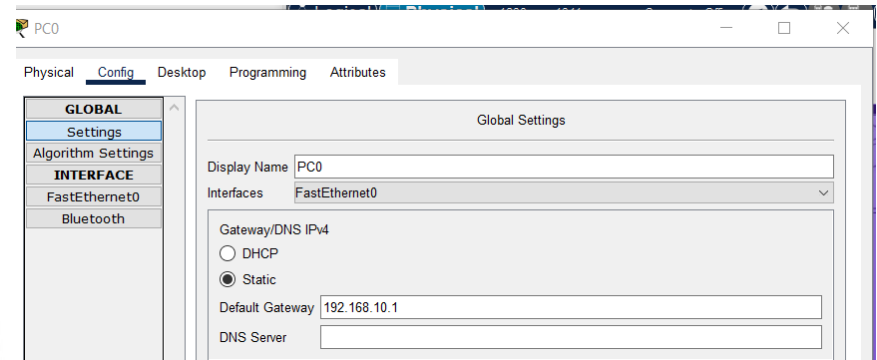 PC0
Physical Config Desktop Programming Attributes
GLOBAL
Settings
Algorithm Settings
INTERFACE
FastEthernet0
Bluetooth
Global Settings
Display Name PC0
Interfaces FastEthernet0
Gateway/DNS IPv4
DHCP
Static
Default Gateway 192.168.10.1
DNS Server